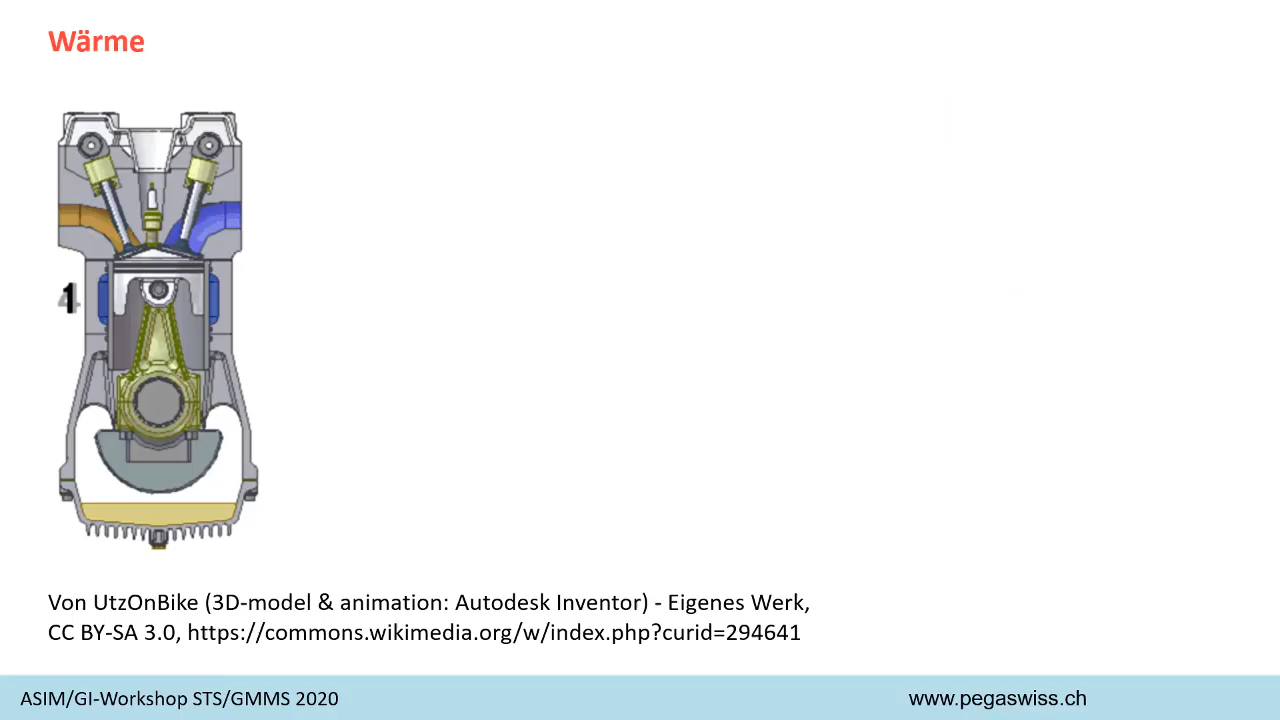 Wärme
1
Von UtzOnBike (3D-model & animation: Autodesk Inventor) - Eigenes Werk,
CC BY-SA 3.0, https://commons.wikimedia.org/w/index.php?curid=294641
ASIM/GI-Workshop STS/GMMS 2020
www.pegaswiss.ch